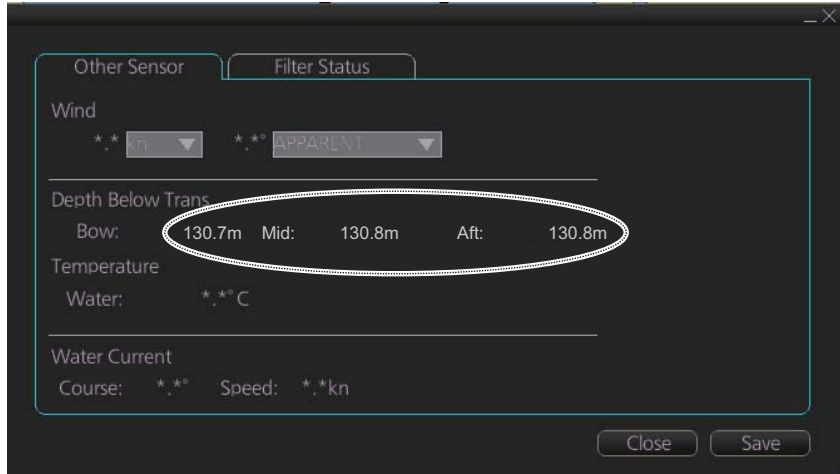 Other Sensor Filter Status
Wind
*.* kn *.*° APPARENT
Depth Below Trans
Bow: 130.7m Mid: 130.8m Aft: 130.8m
Temperature
Water: *.*°C
Water Current
Course: *.*° Speed: *.*kn
Close Save